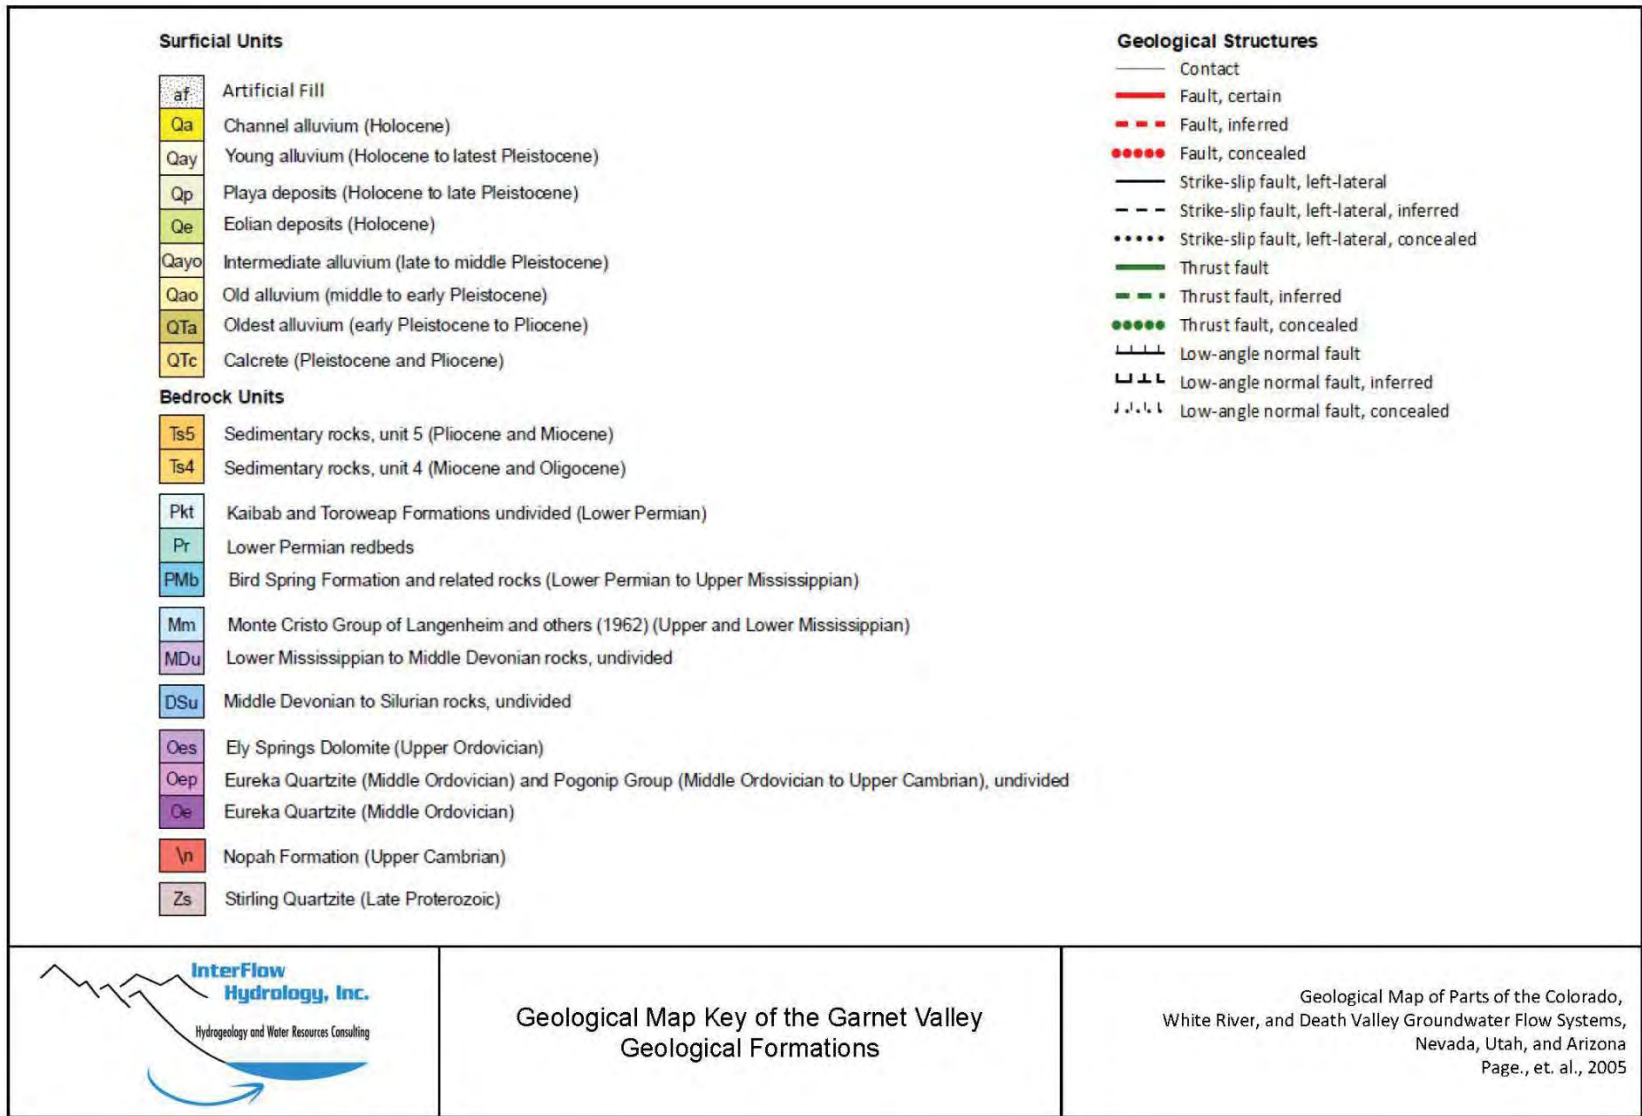 Surficial Units
af Artificial Fill
Qa Channel alluvium (Holocene)
Qay Young alluvium (Holocene to latest Pleistocene)
Qp Playa deposits (Holocene to late Pleistocene)
Qe Eolian deposits (Holocene)
Qayo Intermediate alluvium (late to middle Pleistocene)
Qao Old alluvium (middle to early Pleistocene)
QTa Oldest alluvium (early Pleistocene to Pliocene)
QTc Calcrete (Pleistocene and Pliocene)
Bedrock Units
Ts5 Sedimentary rocks, unit 5 (Pliocene and Miocene)
Ts4 Sedimentary rocks, unit 4 (Miocene and Oligocene)
Pkt Kaibab and Toroweap Formations undivided (Lower Permian)
Pr Lower Permian redbeds
PMb Bird Spring Formation and related rocks (Lower Permian to Upper Mississippian)
Mm Monte Cristo Group of Langenheim and others (1962) (Upper and Lower Mississippian)
MDu Lower Mississippian to Middle Devonian rocks, undivided
DSu Middle Devonian to Silurian rocks, undivided
Oes Ely Springs Dolomite (Upper Ordovician)
Oep Eureka Quartzite (Middle Ordovician) and Pogonip Group (Middle Ordovician to Upper Cambrian), undivided
Oe Eureka Quartzite (Middle Ordovician)
\n Nopah Formation (Upper Cambrian)
Zs Stirling Quartzite (Late Proterozoic)
Geological Structures
Contact
Fault, certain
Fault, inferred
Fault, concealed
Strike-slip fault, left-lateral
Strike-slip fault, left-lateral, inferred
Strike-slip fault, left-lateral, concealed
Thrust fault
Thrust fault, inferred
Thrust fault, concealed
Low-angle normal fault
Low-angle normal fault, inferred
Low-angle normal fault, concealed
InterFlow
Hydrology, Inc.
Hydrogeology and Water Resources Consulting
Geological Map Key of the Garnet Valley
Geological Formations
Geological Map of Parts of the Colorado,
White River, and Death Valley Groundwater Flow Systems,
Nevada, Utah, and Arizona
Page., et. al., 2005